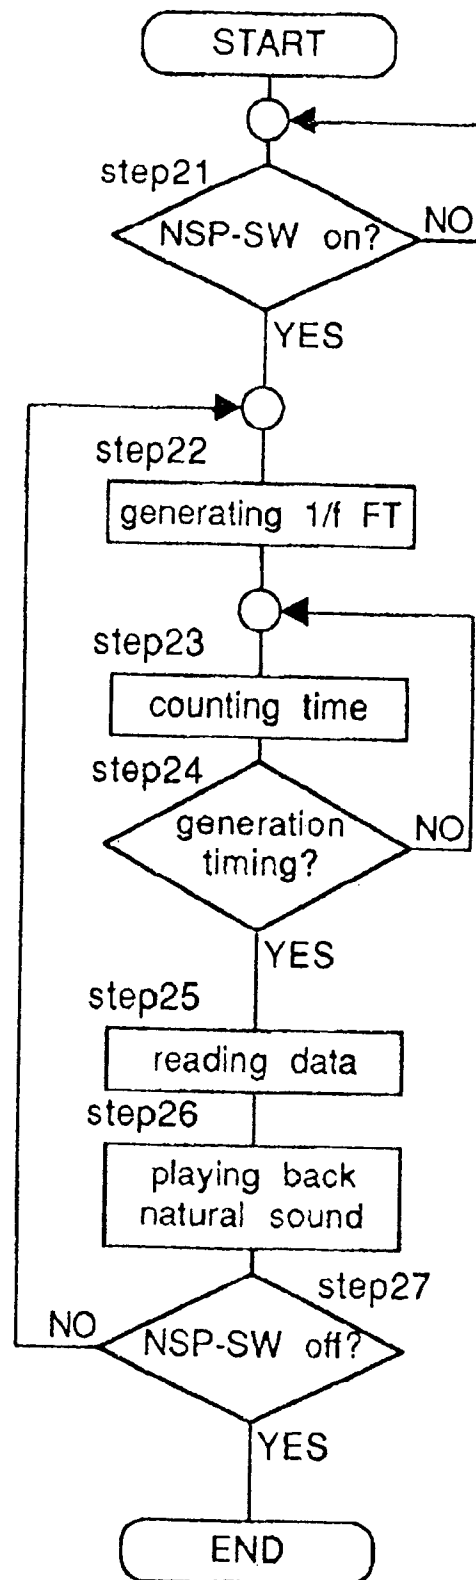 START
step21
NSP-SW on?
NO
YES
step22
generating 1/f FT
step23
counting time
step24
generation
timing?
NO
YES
step25
reading data
step26
playing back
natural sound
step27
NO
NSP-SW off?
YES
END